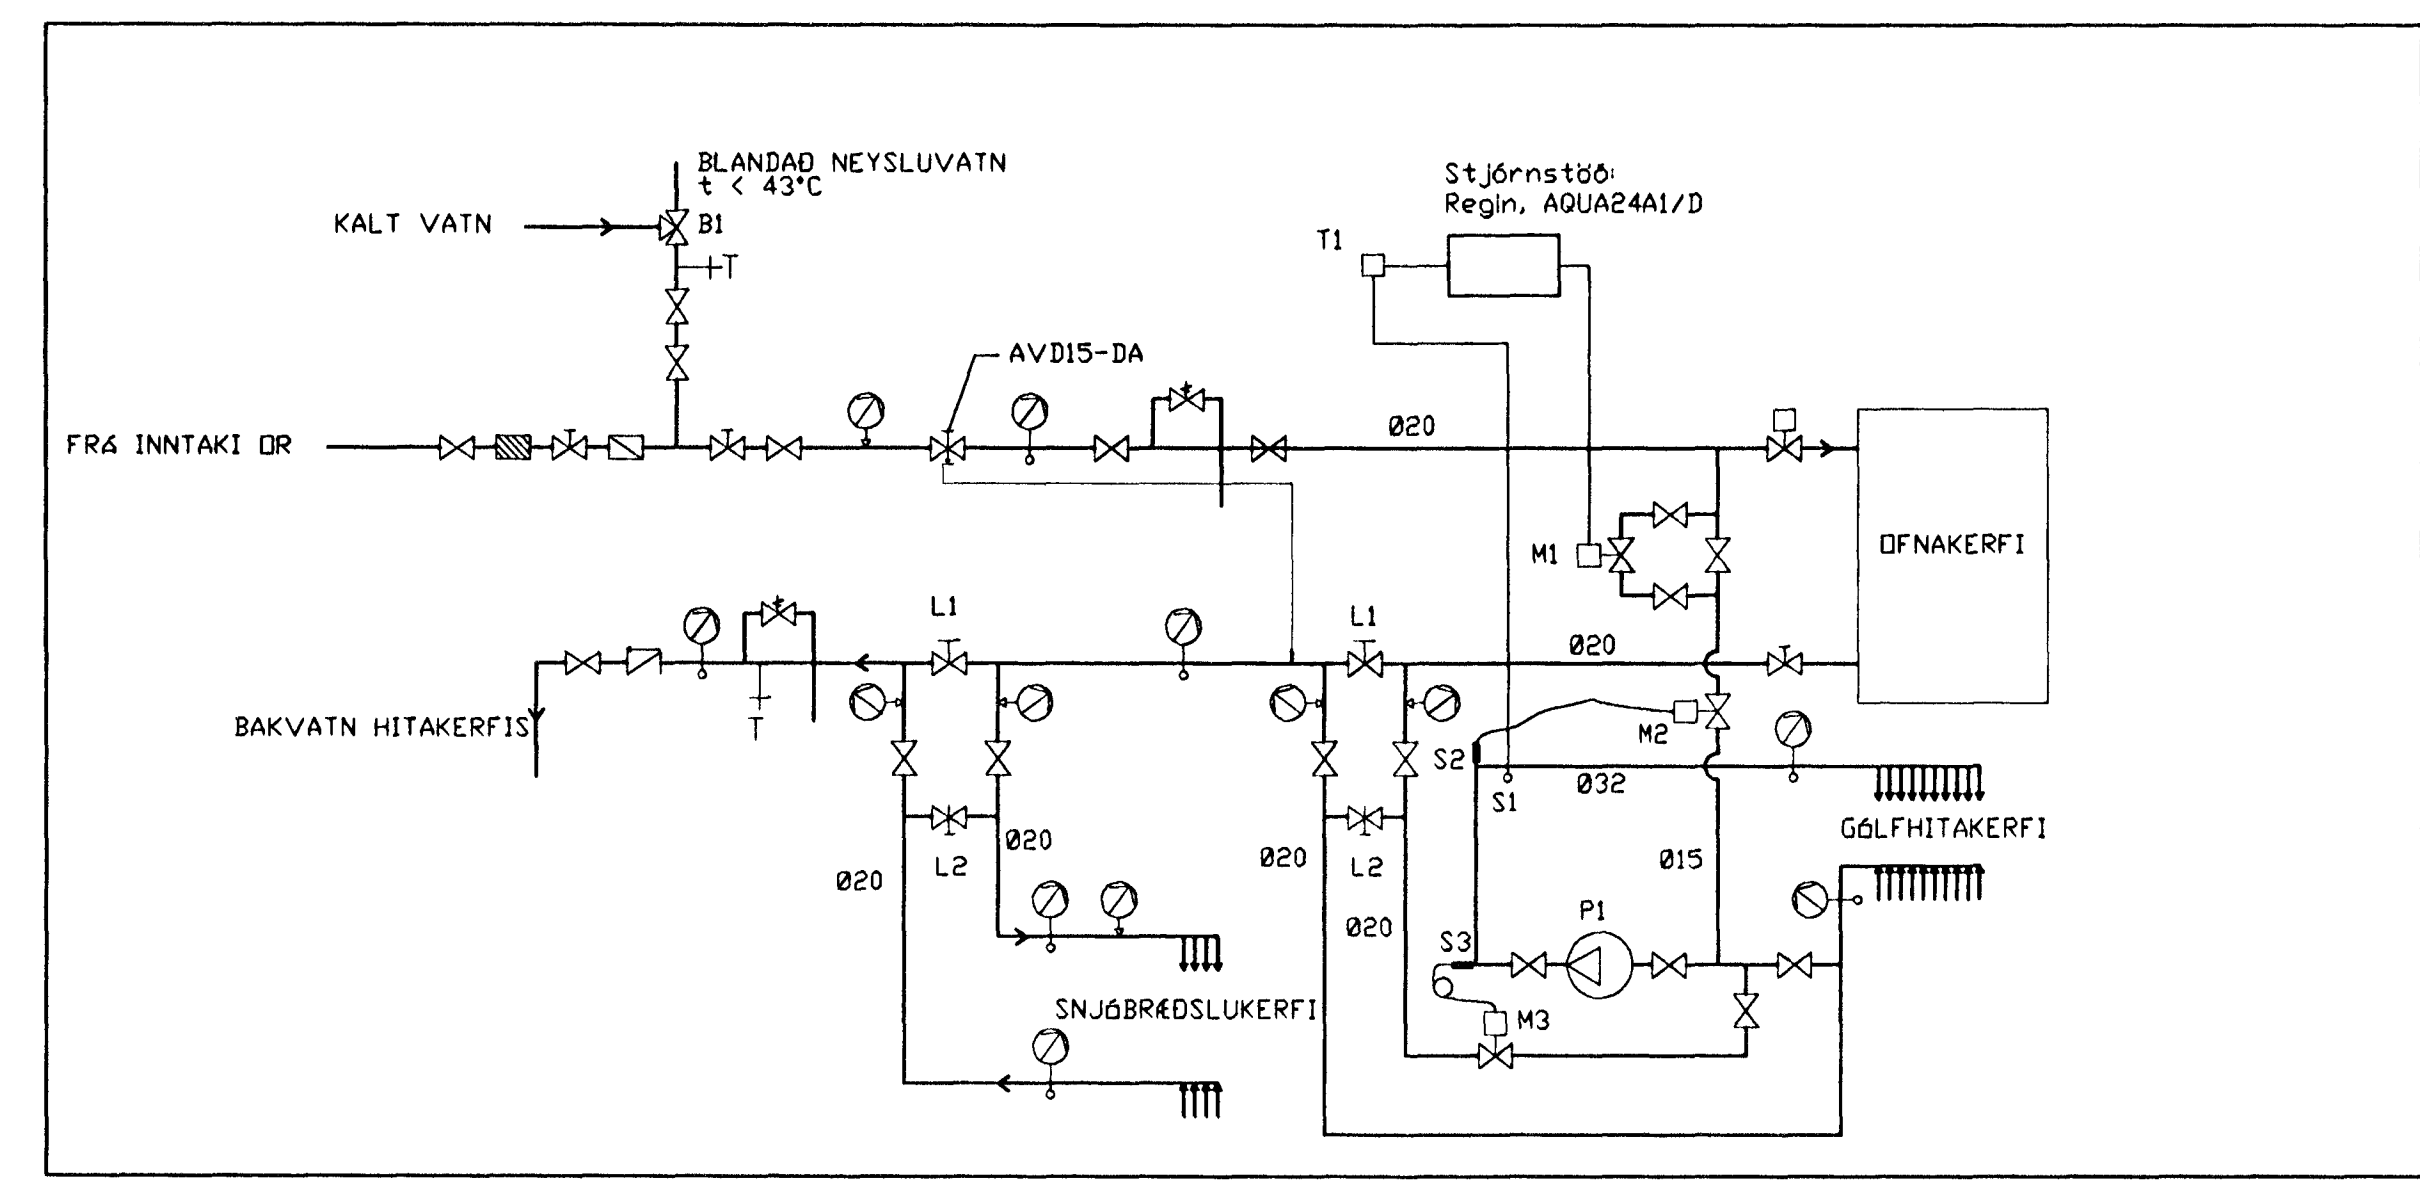 BLANDAÐ NEYSLUVATN
t < 43°C
KALT VATN
B1
T
Stjórnstöð:
Regin, AQUA24A1/D
T1
AVD15-DA
FRÁ INNTAKI OR
Ø20
M1
OFNAKERFI
L1
L1
Ø20
BAKVATN HITAKERFIS
T
S2
M2
S1
Ø32
GÓLFHITAKERFI
L2
Ø20
Ø20
Ø20
L2
Ø15
Ø20
P1
S3
SNJÓBRÆÐSLUKERFI
M3